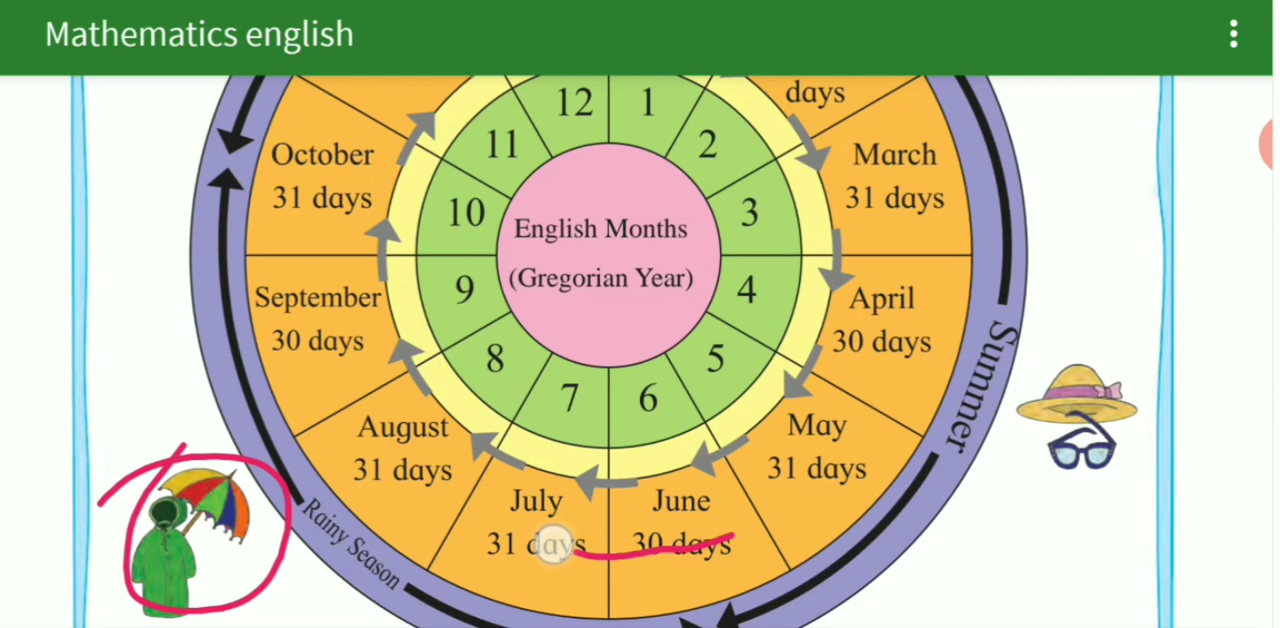 Mathematics english
days
12
1
11
2
October
31 days
March
31 days
10
3
English Months
(Gregorian Year)
9
4
September
30 days
April
30 days
8
5
Summer
7
6
August
31 days
May
31 days
July
31 days
June
30 days
Rainy Season